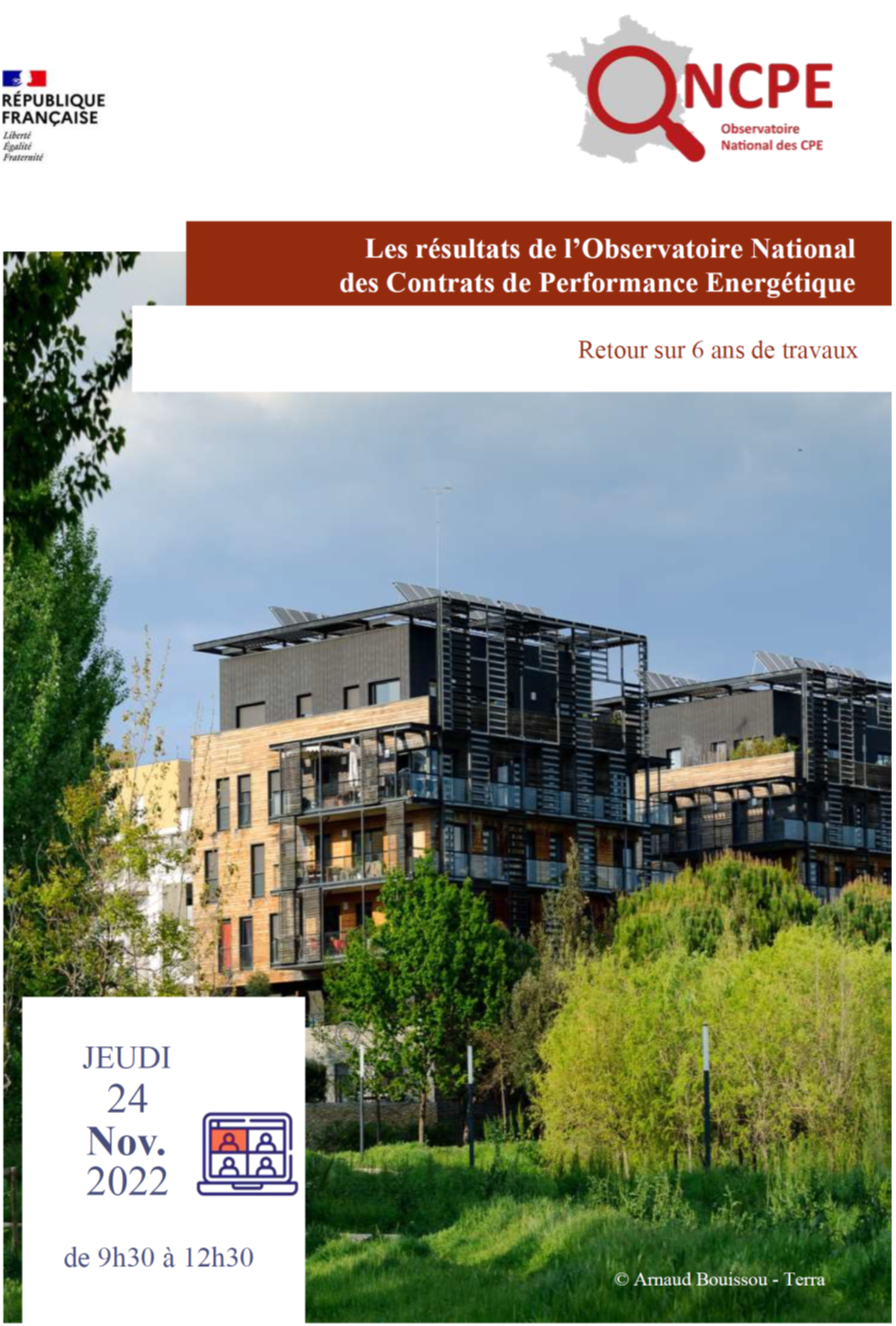 RÉPUBLIQUE
FRANÇAISE
Liberté
Égalité
Fraternité
ONCPE
Observatoire
National des CPE
Les résultats de l’Observatoire National
des Contrats de Performance Energétique
Retour sur 6 ans de travaux
JEUDI
24
Nov.
2022
de 9h30 à 12h30
© Arnaud Bouissou - Terra